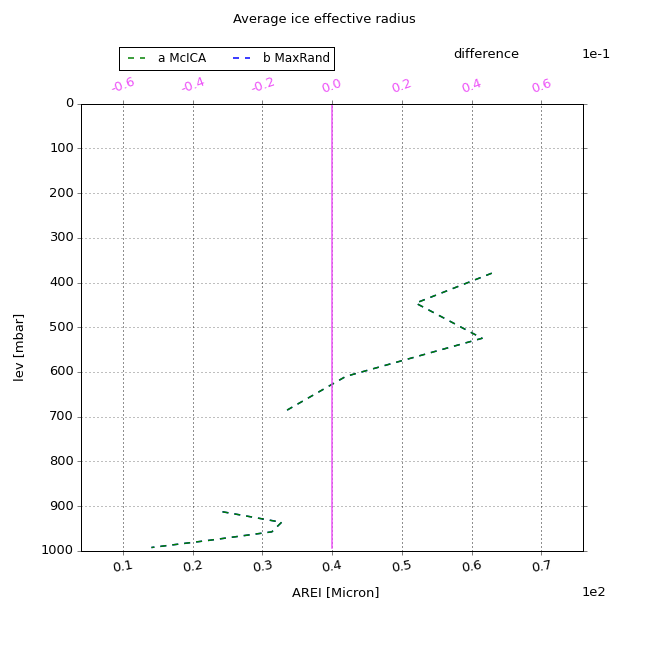 Average ice effective radius
a McICA b MaxRand difference 1e-1
-0.6 -0.4 -0.2 0.0 0.2 0.4 0.6
0
100
200
300
400
500
600
700
800
900
1000
lev [mbar]
0.1 0.2 0.3 0.4 0.5 0.6 0.7
AREI [Micron] 1e2